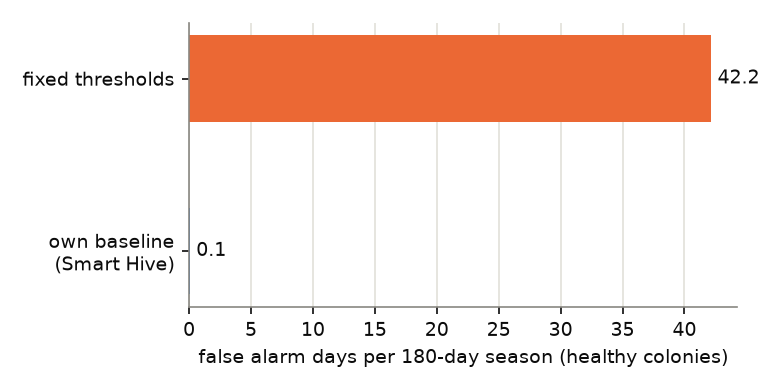 fixed thresholds
42.2
own baseline
(Smart Hive)
0.1
0 5 10 15 20 25 30 35 40
false alarm days per 180-day season (healthy colonies)